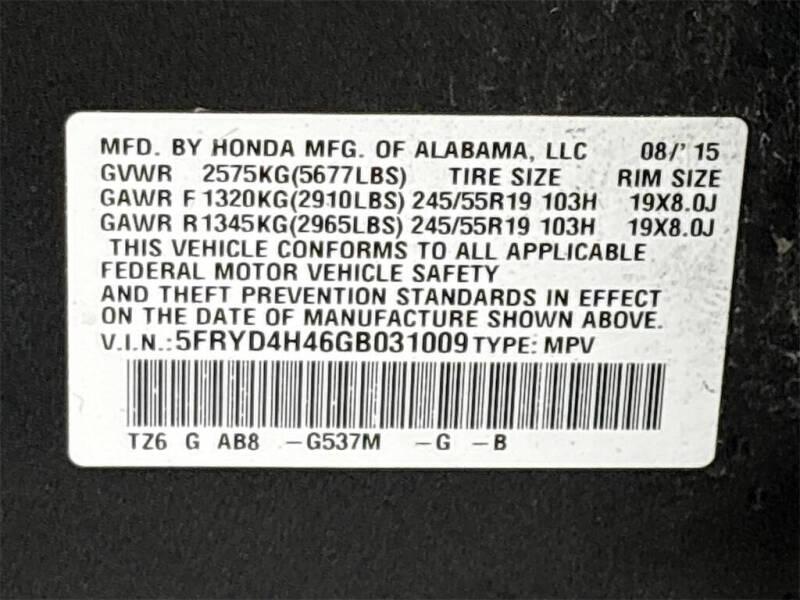 MFD. BY HONDA MFG. OF ALABAMA, LLC 08/' 15
GVWR 2575KG(5677LBS) TIRE SIZE RIM SIZE
GAWR F 1320KG(2910LBS) 245/55R19 103H 19X8.0J
GAWR R1345KG(2965LBS) 245/55R19 103H 19X8.0J
THIS VEHICLE CONFORMS TO ALL APPLICABLE
FEDERAL MOTOR VEHICLE SAFETY
AND THEFT PREVENTION STANDARDS IN EFFECT
ON THE DATE OF MANUFACTURE SHOWN ABOVE.
V.I.N.:5FRYD4H46GB031009 TYPE: MPV
TZ6 G AB8 -G537M -G -B